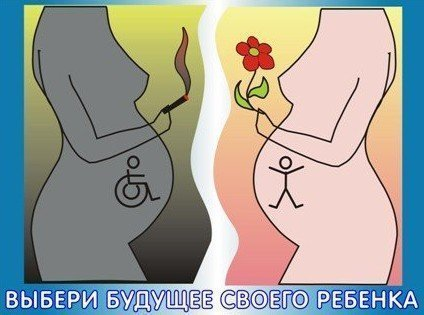 ВЫБЕРИ БУДУЩЕЕ СВОЕГО РЕБЕНКА